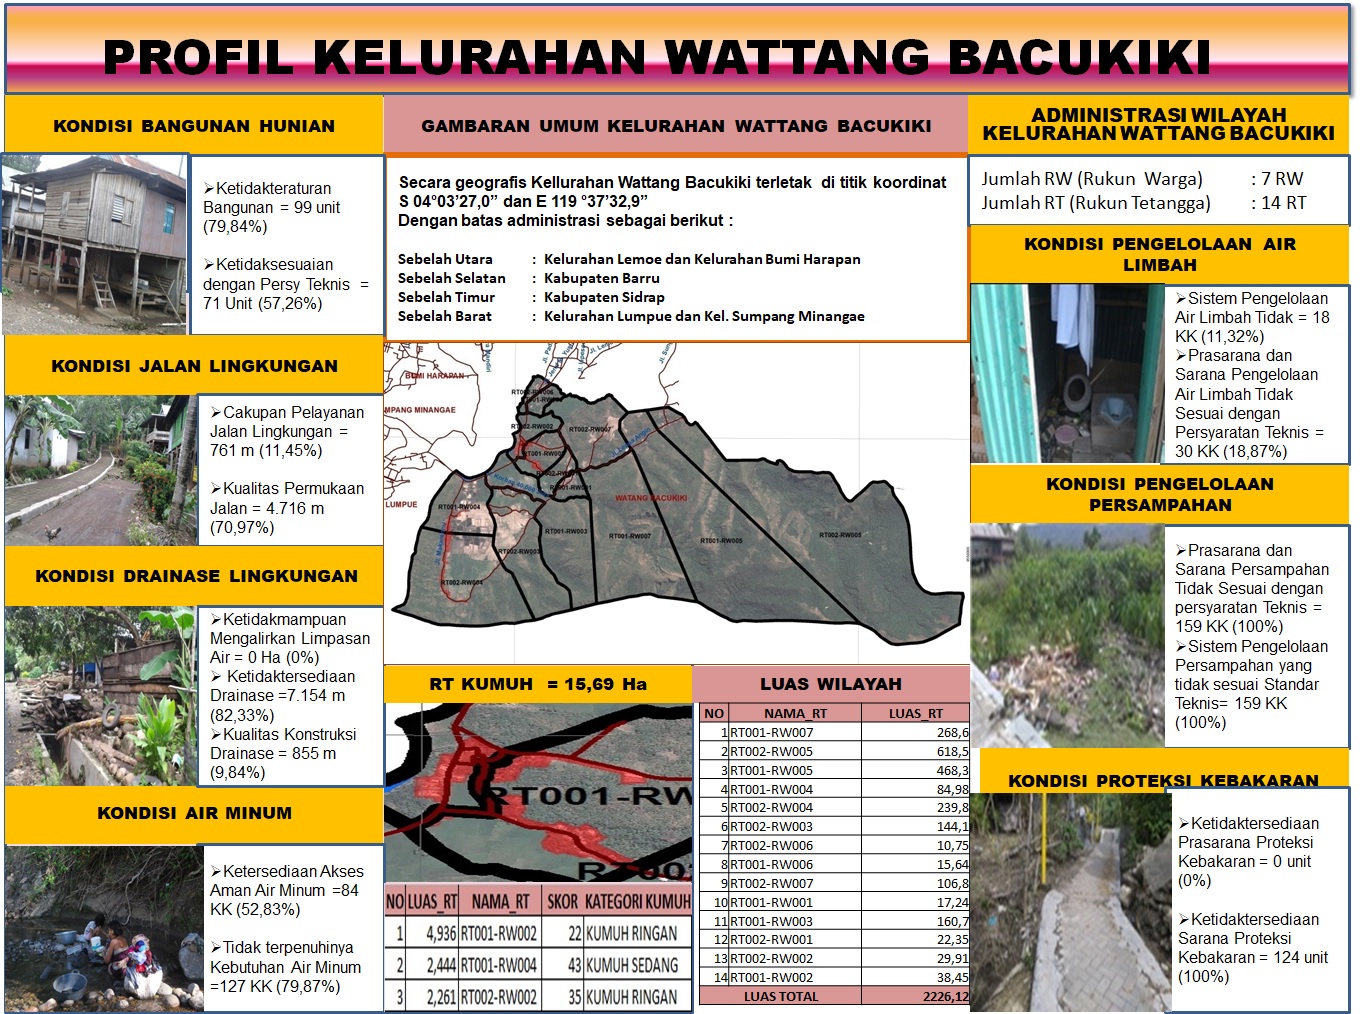 PROFIL KELURAHAN WATTANG BACUKIKI
KONDISI BANGUNAN HUNIAN
➢Ketidakteraturan
Bangunan = 99 unit
(79,84%)
➢Ketidaksesuaian
dengan Persy Teknis =
71 Unit (57,26%)
KONDISI JALAN LINGKUNGAN
➢Cakupan Pelayanan
Jalan Lingkungan =
761 m (11,45%)
➢Kualitas Permukaan
Jalan = 4.716 m
(70,97%)
KONDISI DRAINASE LINGKUNGAN
➢Ketidakmampuan
Mengalirkan Limpasan
Air = 0 Ha (0%)
➢ Ketidaktersediaan
Drainase =7.154 m
(82,33%)
➢Kualitas Konstruksi
Drainase = 855 m
(9,84%)
KONDISI AIR MINUM
➢Ketersediaan Akses
Aman Air Minum =84
KK (52,83%)
➢Tidak terpenuhinya
Kebutuhan Air Minum
=127 KK (79,87%)
GAMBARAN UMUM KELURAHAN WATTANG BACUKIKI
Secara geografis Kellurahan Wattang Bacukiki terletak di titik koordinat
S 04°03’27,0” dan E 119 °37’32,9”
Dengan batas administrasi sebagai berikut :
Sebelah Utara : Kelurahan Lemoe dan Kelurahan Bumi Harapan
Sebelah Selatan : Kabupaten Barru
Sebelah Timur : Kabupaten Sidrap
Sebelah Barat : Kelurahan Lumpue dan Kel. Sumpang Minangae
BUMI HARAPAN
MPANG MINANGAE
LUMPUE
WATANG BACUKIKI
RT002-RW006
RT002-RW002
RT002-RW007
RT001-RW004
RT002-RW003
RT002-RW004
RT001-RW003
RT001-RW007
RT001-RW005
RT002-RW005
RT KUMUH = 15,69 Ha
RT001-RW
NO LUAS_RT NAMA_RT SKOR KATEGORI KUMUH
1 4,936 RT001-RW002 22 KUMUH RINGAN
2 2,444 RT001-RW004 43 KUMUH SEDANG
3 2,261 RT002-RW002 35 KUMUH RINGAN
LUAS WILAYAH
NO NAMA_RT LUAS_RT
1 RT001-RW007 268,6
2 RT002-RW005 618,5
3 RT001-RW005 468,3
4 RT001-RW004 84,98
5 RT002-RW004 239,8
6 RT002-RW003 144,1
7 RT002-RW006 10,75
8 RT001-RW006 15,64
9 RT002-RW007 106,8
10 RT001-RW001 17,24
11 RT001-RW003 160,7
12 RT002-RW001 22,35
13 RT002-RW002 29,91
14 RT001-RW002 38,45
LUAS TOTAL 2226,12
ADMINISTRASI WILAYAH
KELURAHAN WATTANG BACUKIKI
Jumlah RW (Rukun Warga) : 7 RW
Jumlah RT (Rukun Tetangga) : 14 RT
KONDISI PENGELOLAAN AIR
LIMBAH
➢Sistem Pengelolaan
Air Limbah Tidak = 18
KK (11,32%)
➢Prasarana dan
Sarana Pengelolaan
Air Limbah Tidak
Sesuai dengan
Persyaratan Teknis =
30 KK (18,87%)
KONDISI PENGELOLAAN
PERSAMPAHAN
➢Prasarana dan
Sarana Persampahan
Tidak Sesuai dengan
persyaratan Teknis =
159 KK (100%)
➢Sistem Pengelolaan
Persampahan yang
tidak sesuai Standar
Teknis= 159 KK
(100%)
KONDISI PROTEKSI KEBAKARAN
➢Ketidaktersediaan
Prasarana Proteksi
Kebakaran = 0 unit
(0%)
➢Ketidaktersediaan
Sarana Proteksi
Kebakaran = 124 unit
(100%)